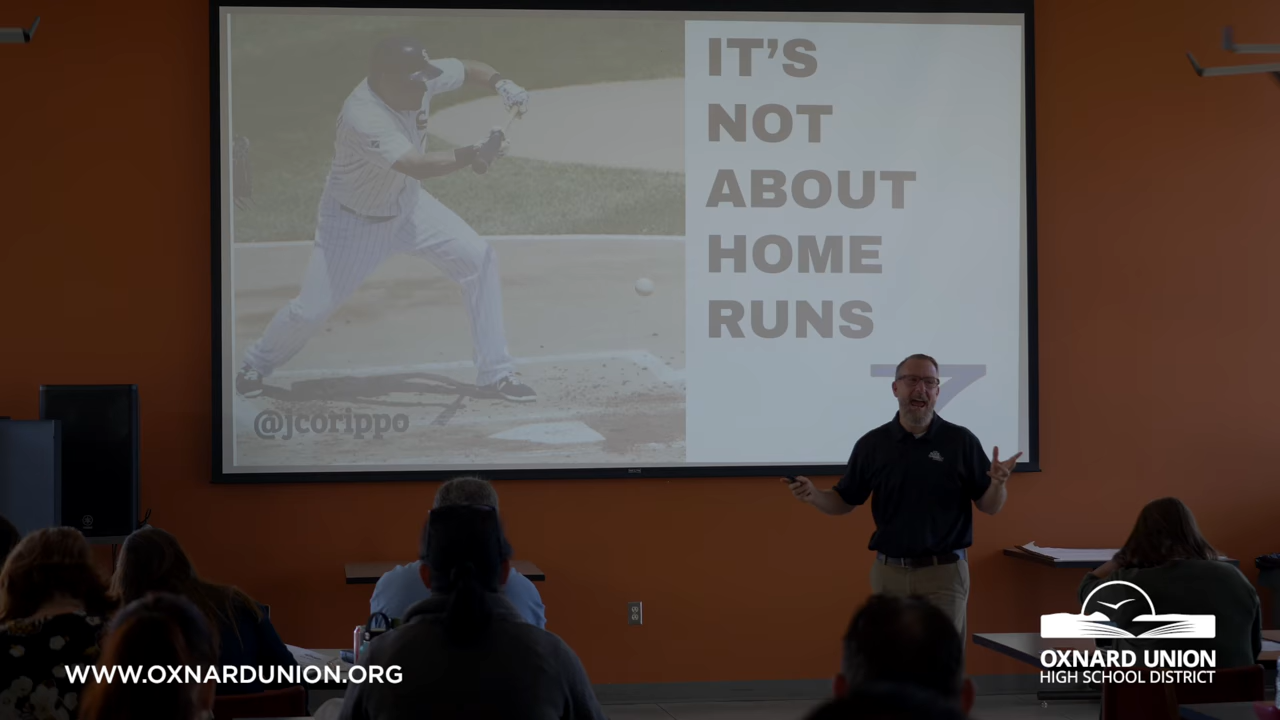 IT'S
NOT
ABOUT
HOME
RUNS
@jcorippo
WWW.OXNARDUNION.ORG
OXNARD UNION
HIGH SCHOOL DISTRICT